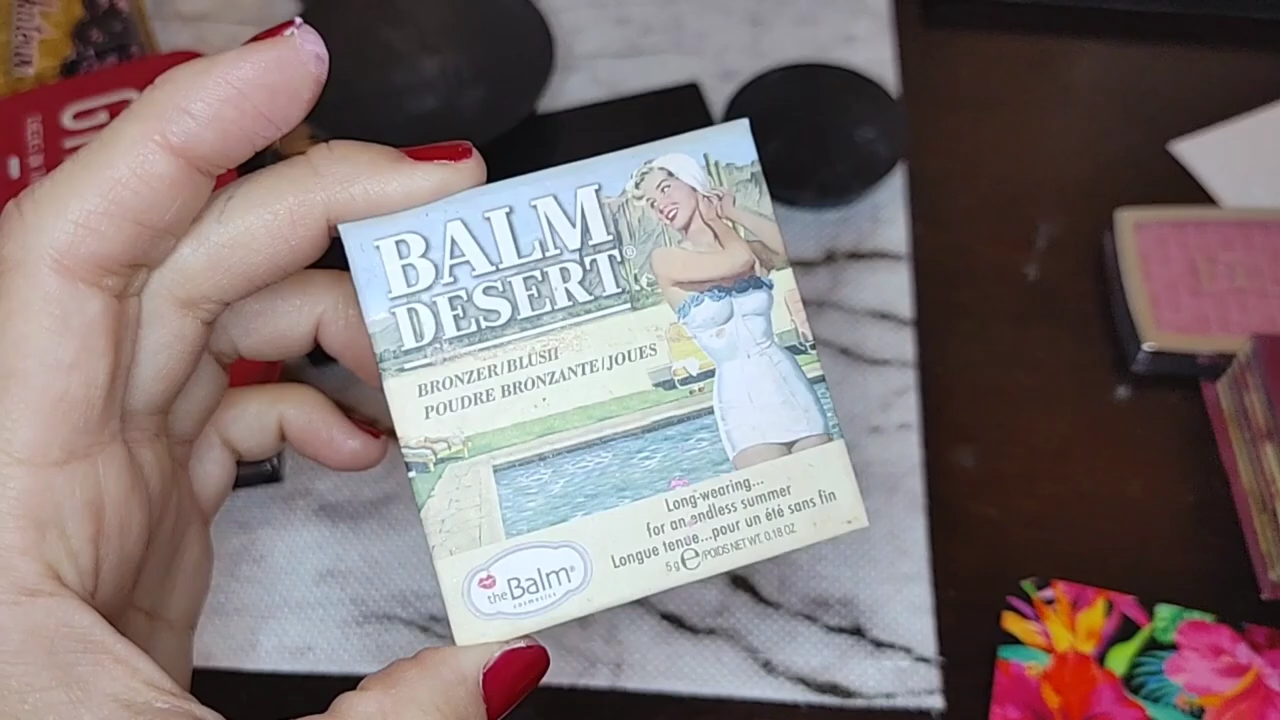 BALM
DESERT®
BRONZER/BLUSH
POUDRE BRONZANTE/JOUES
Long-wearing...
for an endless summer
Longue tenue...pour un été sans fin
5g ℮/POIDS NET WT. 0.18 OZ
theBalm®
cosmetics